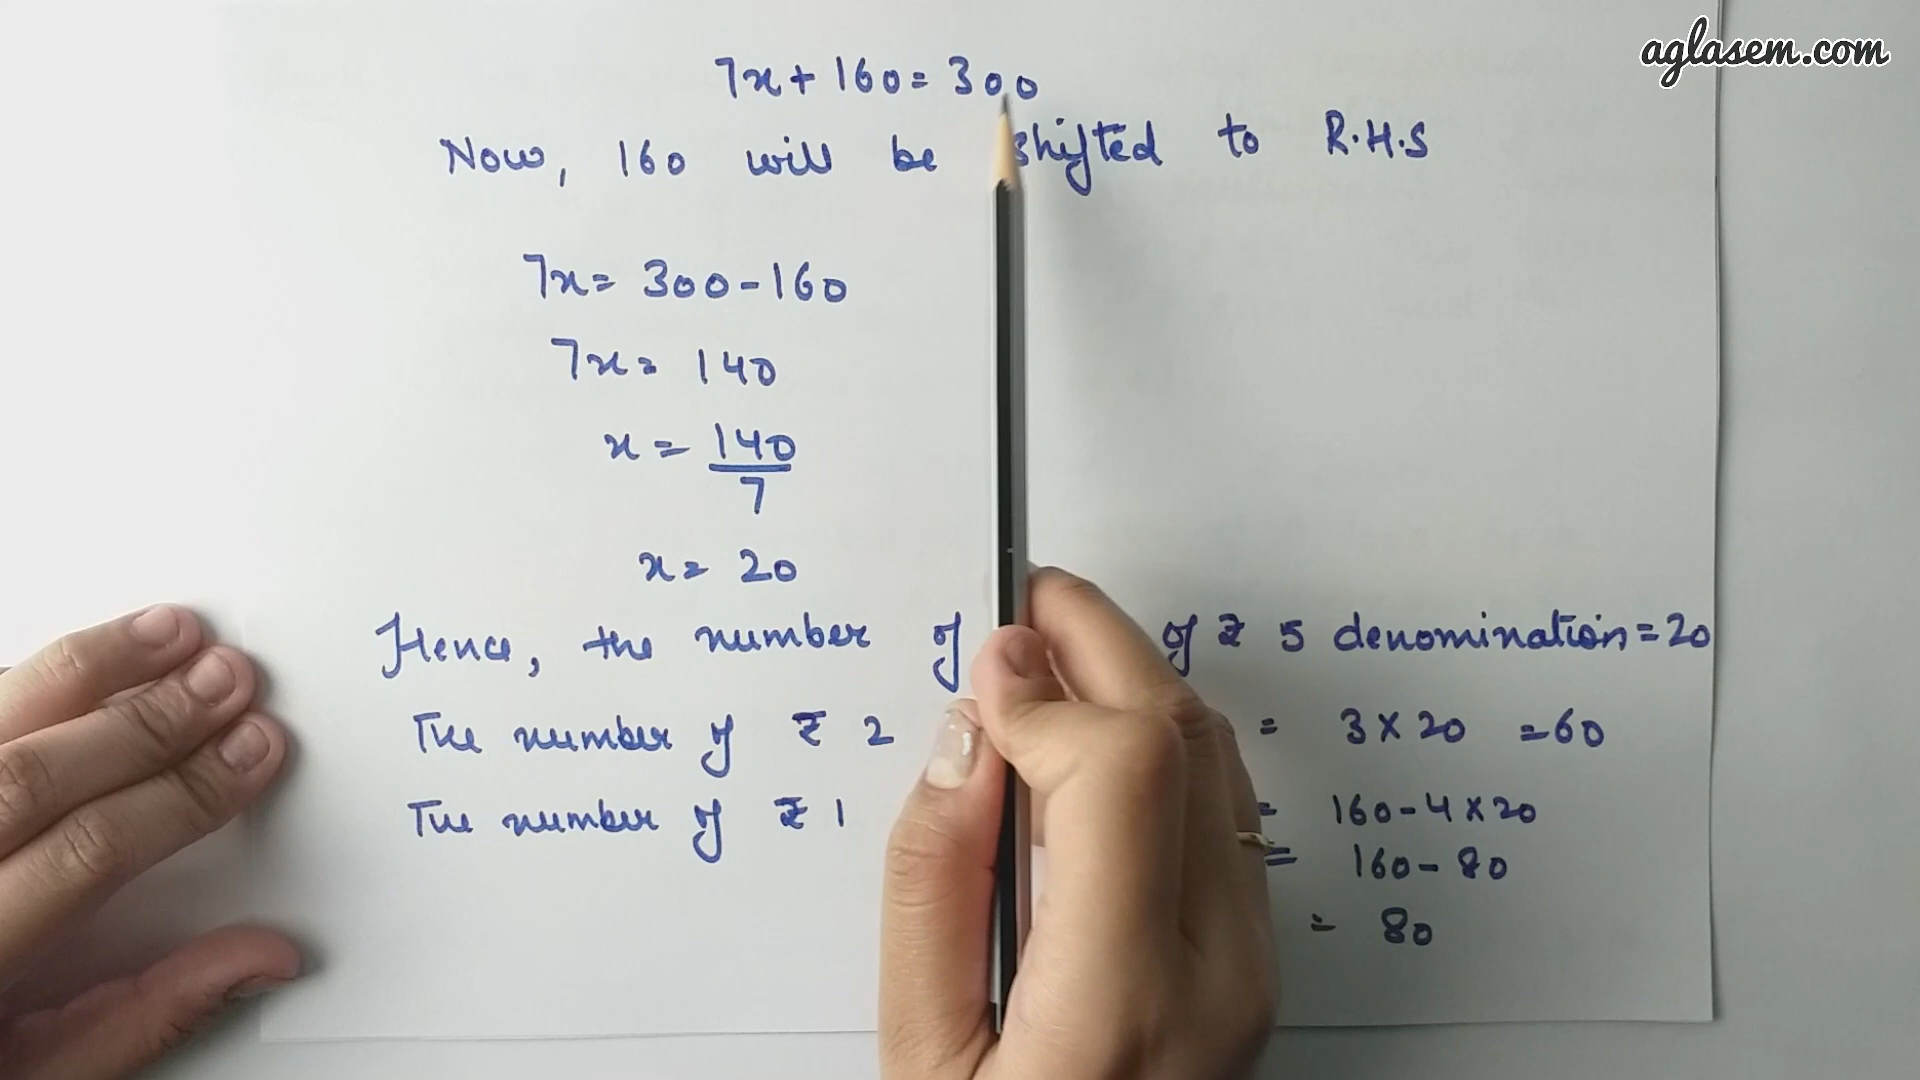 aglasem.com
7x + 160 = 300
Now, 160 will be shifted to R.H.S
7x = 300 - 160
7x = 140
x = 140/7
x = 20
Hence, the number of of ₹ 5 denomination = 20
The number of ₹ 2 = 3 × 20 = 60
The number of ₹ 1 = 160 - 4 × 20
= 160 - 80
= 80